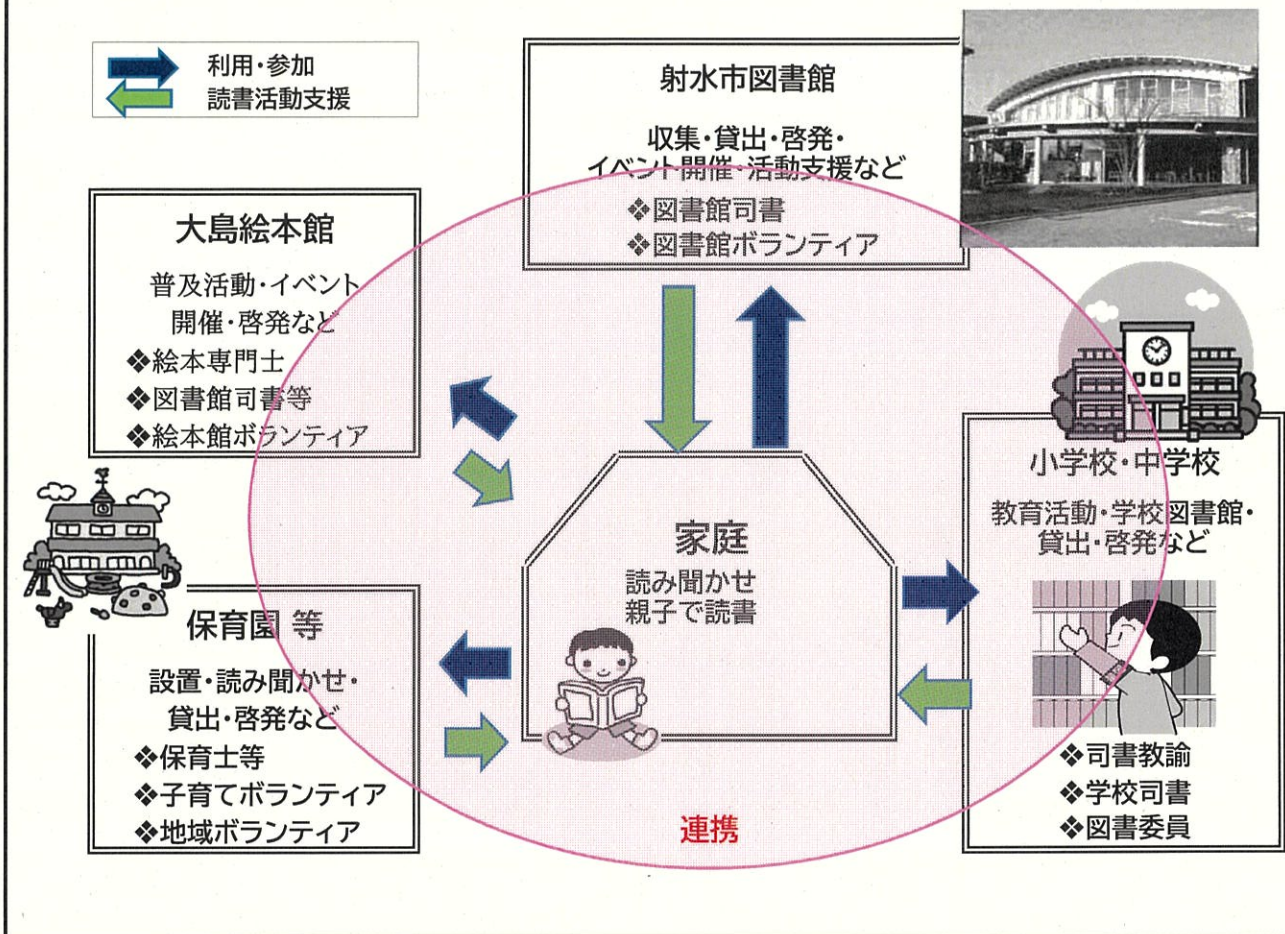 利用・参加
読書活動支援
射水市図書館
収集・貸出・啓発・
イベント開催・活動支援など
❖図書館司書
❖図書館ボランティア
大島絵本館
普及活動・イベント
開催・啓発など
❖絵本専門士
❖図書館司書等
❖絵本館ボランティア
小学校・中学校
教育活動・学校図書館・
貸出・啓発など
❖司書教諭
❖学校司書
❖図書委員
家庭
読み聞かせ
親子で読書
保育園 等
設置・読み聞かせ・
貸出・啓発など
❖保育士等
❖子育てボランティア
❖地域ボランティア
連携